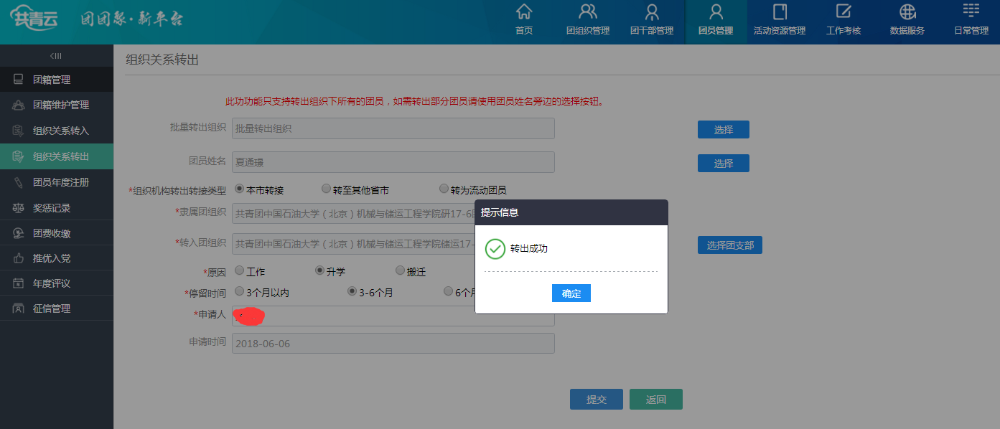 共青云 团团聚·新平台
首页 团组织管理 团干部管理 团员管理 活动资源管理 工作考核 数据服务 日常管理
组织关系转出
团籍管理
团籍维护管理
组织关系转入
组织关系转出
团员年度注册
奖惩记录
团费收缴
推优入党
年度评议
征信管理
此功功能只支持转出组织下所有的团员，如需转出部分团员请使用团员姓名旁边的选择按钮。
批量转出组织 批量转出组织 选择
团员姓名 夏通璟 选择
*组织机构转出转接类型 本市转接 转至其他省市 转为流动团员
*隶属团组织 共青团中国石油大学（北京）机械与储运工程学院研17-6团
*转入团组织 共青团中国石油大学（北京）机械与储运工程学院储运17- 选择团支部
*原因 工作 升学 搬迁
*停留时间 3个月以内 3-6个月 6个月
*申请人
申请时间 2018-06-06
提交 返回
提示信息
转出成功
确定